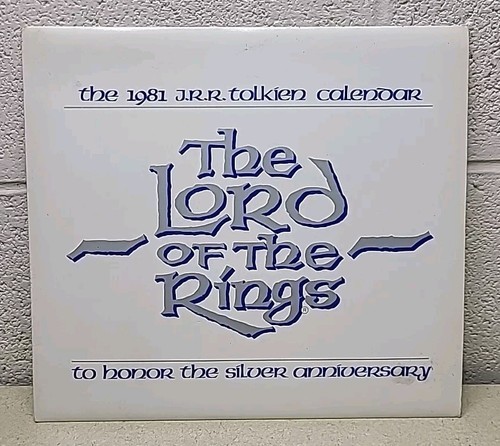 the 1981 J.R.R. tolkien calendar
The
Lord
of the
Rings®
to honor the silver anniversary